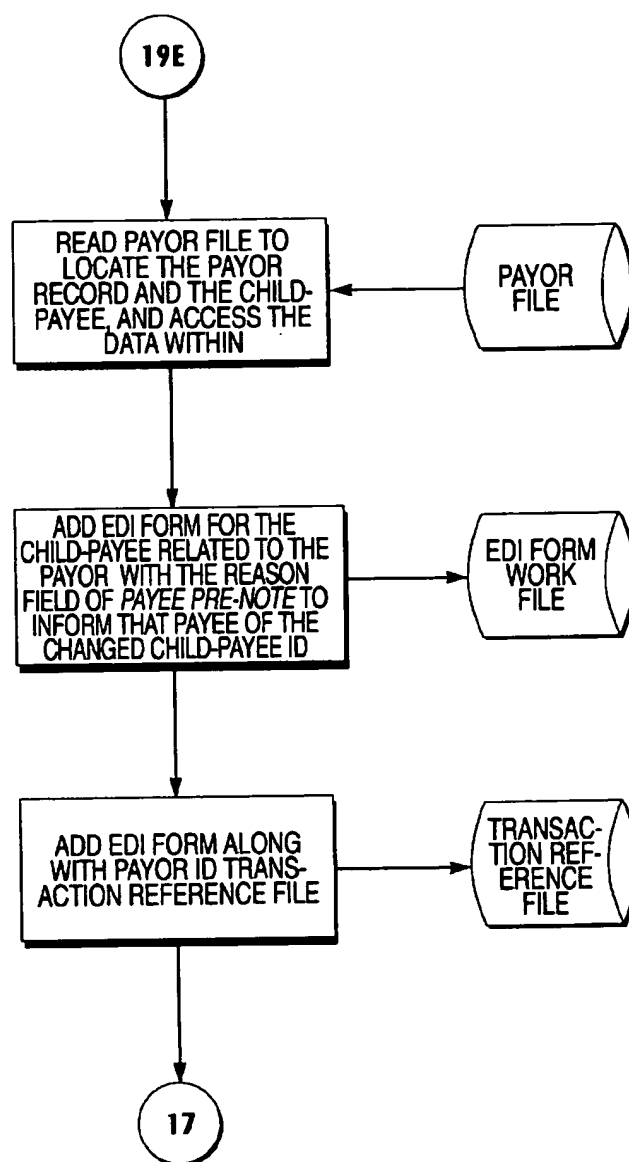 19E
READ PAYOR FILE TO
LOCATE THE PAYOR
RECORD AND THE CHILD-
PAYEE, AND ACCESS THE
DATA WITHIN
PAYOR
FILE
ADD EDI FORM FOR THE
CHILD-PAYEE RELATED TO THE
PAYOR WITH THE REASON
FIELD OF PAYEE PRE-NOTE TO
INFORM THAT PAYEE OF THE
CHANGED CHILD-PAYEE ID
EDI FORM
WORK
FILE
ADD EDI FORM ALONG
WITH PAYOR ID TRANS-
ACTION REFERENCE FILE
TRANSAC-
TION REF-
ERENCE
FILE
17